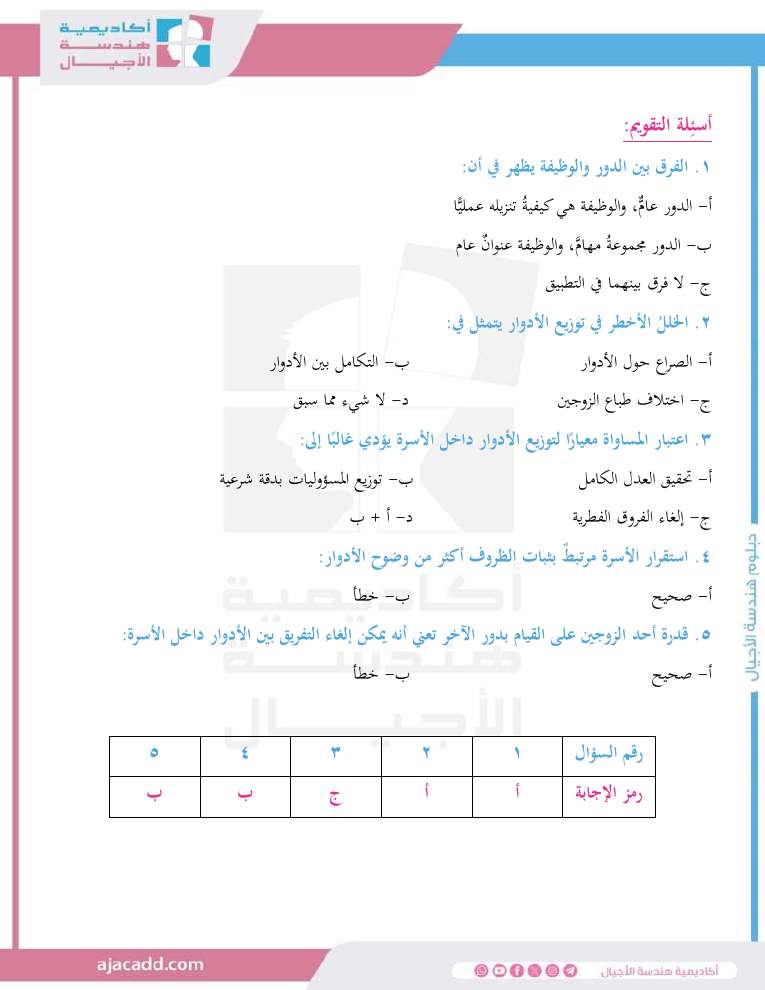 أكاديمية
هندسة
الأجيال
أسئِلة التقويم:
١. الفرق بين الدور والوظيفة يظهر في أن:
أ- الدور عامٌّ، والوظيفة هي كيفيةُ تنزيله عمليًّا
ب- الدور مجموعةُ مهامَّ، والوظيفة عنوانٌ عام
ج- لا فرق بينهما في التطبيق
٢. الخللُ الأخطر في توزيع الأدوار يتمثل في:
أ- الصراع حول الأدوار ب- التكامل بين الأدوار
ج- اختلاف طباع الزوجين د- لا شيء مما سبق
٣. اعتبار المساواة معيارًا لتوزيع الأدوار داخل الأسرة يؤدي غالبًا إلى:
أ- تحقيق العدل الكامل ب- توزيع المسؤوليات بدقة شرعية
ج- إلغاء الفروق الفطرية د- أ + ب
٤. استقرار الأسرة مرتبطٌ بثبات الظروف أكثر من وضوح الأدوار:
أ- صحيح ب- خطأ
٥. قدرة أحد الزوجين على القيام بدور الآخر تعني أنه يمكن إلغاء التفريق بين الأدوار داخل الأسرة:
أ- صحيح ب- خطأ
أكاديمية
هندسة
الأجيال
رقم السؤال ١ ٢ ٣ ٤ ٥
رمز الإجابة أ أ ج ب ب
دبلوم هندسة الأجيال
أكاديمية هندسة الأجيال
ajacadd.com